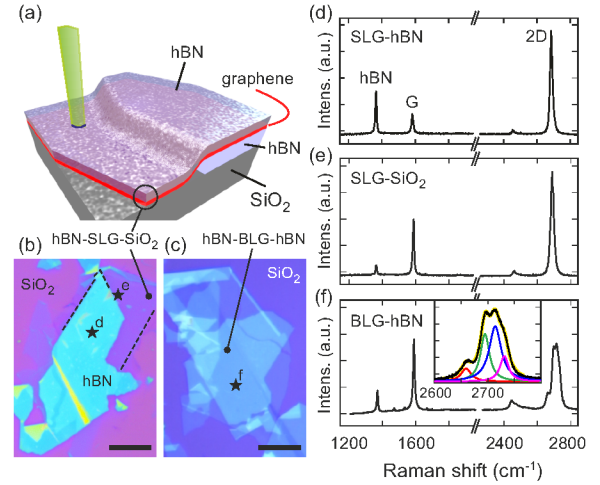 (a)
hBN
graphene
hBN
SiO2
hBN-SLG-SiO2
hBN-BLG-hBN
(b)
SiO2
e
d
hBN
(c)
SiO2
f
(d)
SLG-hBN
2D
hBN
G
Intens. (a.u.)
(e)
SLG-SiO2
Intens. (a.u.)
(f)
BLG-hBN
Intens. (a.u.)
2600 2700
1200 1600 2400 2800
Raman shift (cm-1)